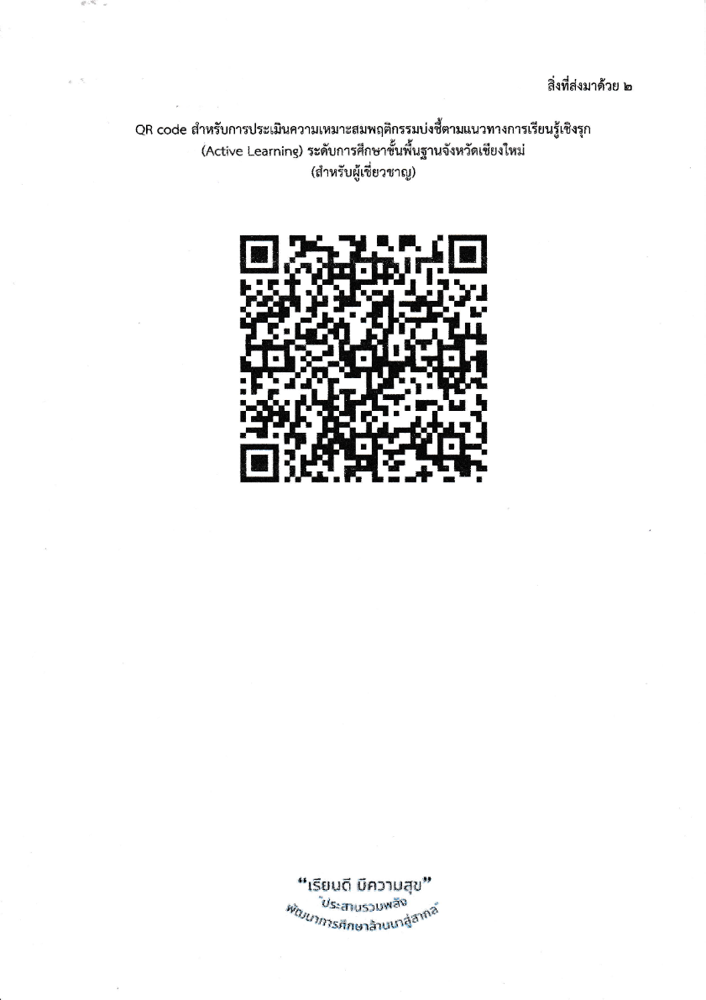 สิ่งที่ส่งมาด้วย ๒
QR code สำหรับการประเมินความเหมาะสมพฤติกรรมบ่งชี้ตามแนวทางการเรียนรู้เชิงรุก
(Active Learning) ระดับการศึกษาขั้นพื้นฐานจังหวัดเชียงใหม่
(สำหรับผู้เชี่ยวชาญ)
“เรียนดี มีความสุข”
"ประสานรวมพลัง
พัฒนาการศึกษาล้านนาสู่สากล"